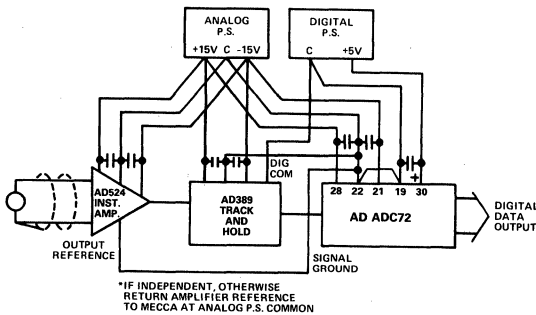 ANALOG
P.S.
+15V C -15V
DIGITAL
P.S.
C +5V
DIG
COM
AD524
INST.
AMP.
AD389
TRACK
AND
HOLD
28 22 21 19 30
+
AD ADC72
DIGITAL
DATA
OUTPUT
OUTPUT
REFERENCE
SIGNAL
GROUND
*IF INDEPENDENT, OTHERWISE
RETURN AMPLIFIER REFERENCE
TO MECCA AT ANALOG P.S. COMMON